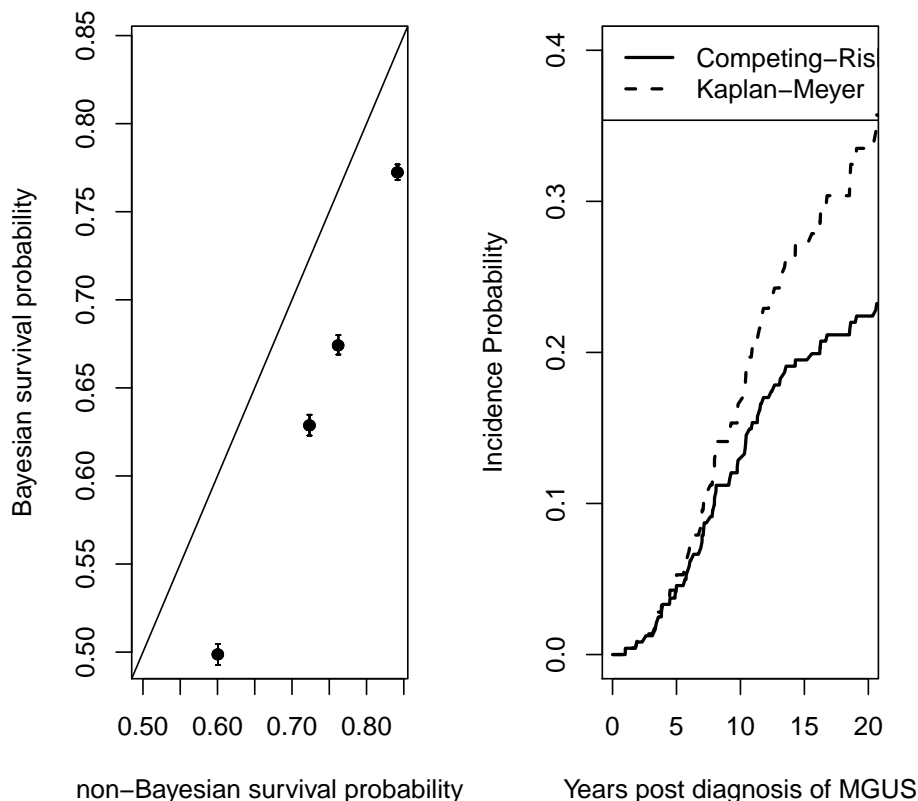 0.85
0.80
0.75
0.70
0.65
0.60
0.55
0.50
Bayesian survival probability
0.50 0.60 0.70 0.80
non−Bayesian survival probability
Competing−Ris
Kaplan−Meyer
0.4
0.3
0.2
0.1
0.0
Incidence Probability
0 5 10 15 20
Years post diagnosis of MGUS